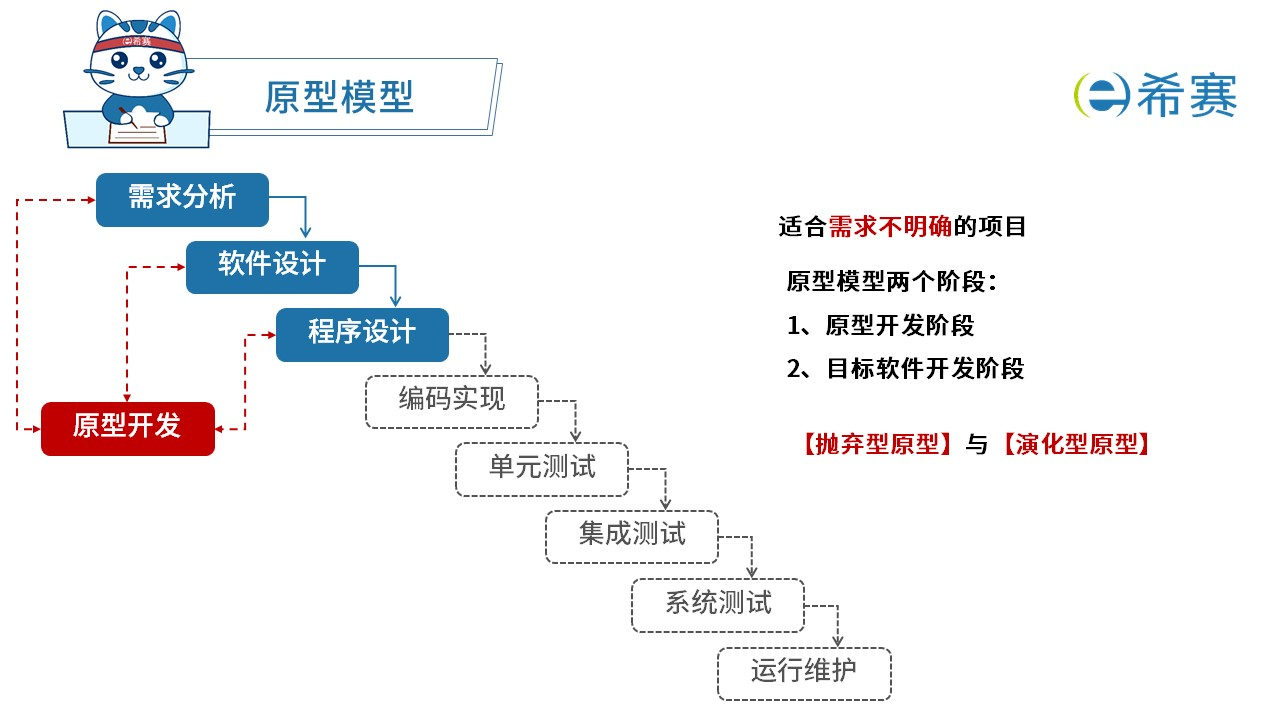 希赛
原型模型
希赛
需求分析
软件设计
程序设计
编码实现
单元测试
集成测试
系统测试
运行维护
原型开发
适合需求不明确的项目
原型模型两个阶段：
1、原型开发阶段
2、目标软件开发阶段
【抛弃型原型】与【演化型原型】